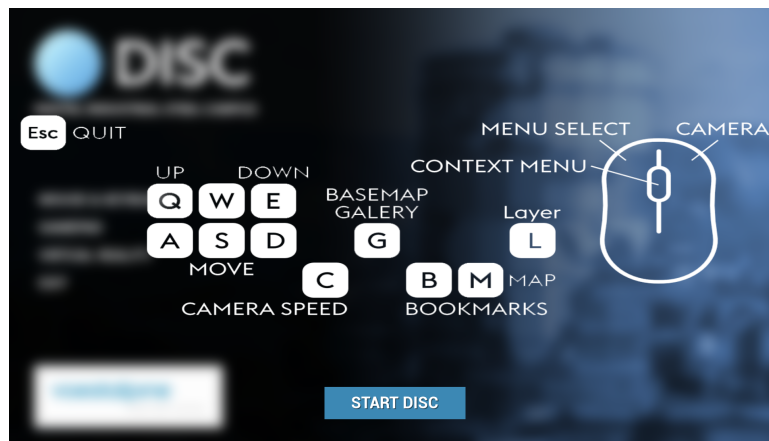 DISC
Esc QUIT
MENU SELECT CAMERA
CONTEXT MENU
UP DOWN
Q W E
BASEMAP
GALERY
Layer
A S D G L
MOVE
C B M MAP
CAMERA SPEED BOOKMARKS
START DISC